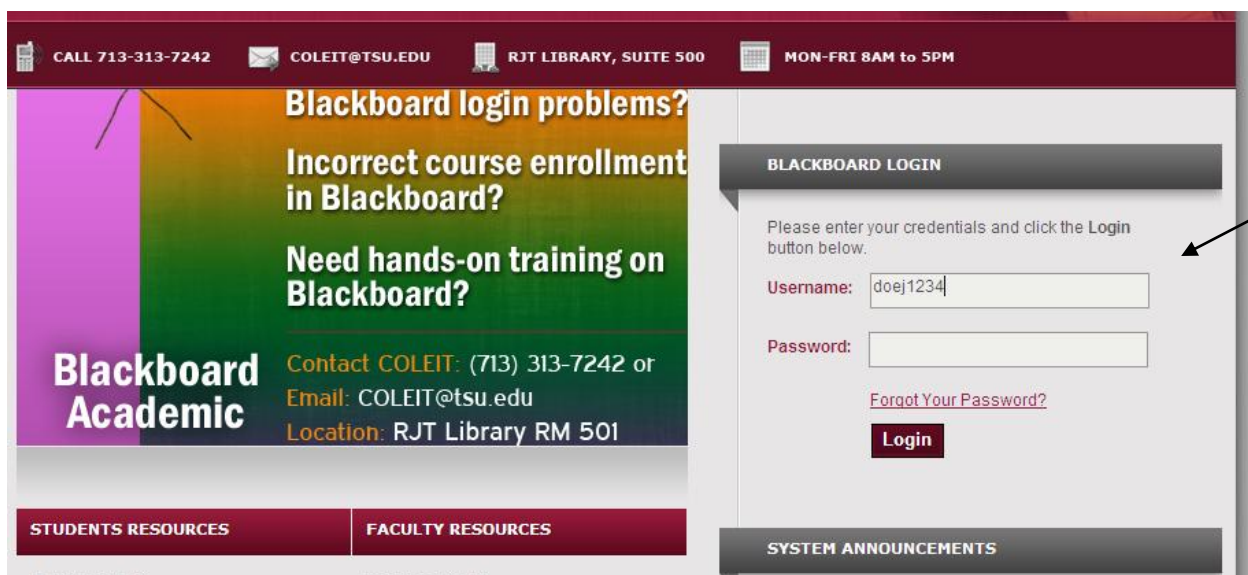 CALL 713-313-7242
COLEIT@TSU.EDU
RJT LIBRARY, SUITE 500
MON-FRI 8AM to 5PM
Blackboard login problems?
Incorrect course enrollment
in Blackboard?
Need hands-on training on
Blackboard?
Blackboard
Academic
Contact COLEIT: (713) 313-7242 or
Email: COLEIT@tsu.edu
Location: RJT Library RM 501
BLACKBOARD LOGIN
Please enter your credentials and click the Login
button below.
Username: doej1234
Password:
Forgot Your Password?
Login
STUDENTS RESOURCES
FACULTY RESOURCES
SYSTEM ANNOUNCEMENTS